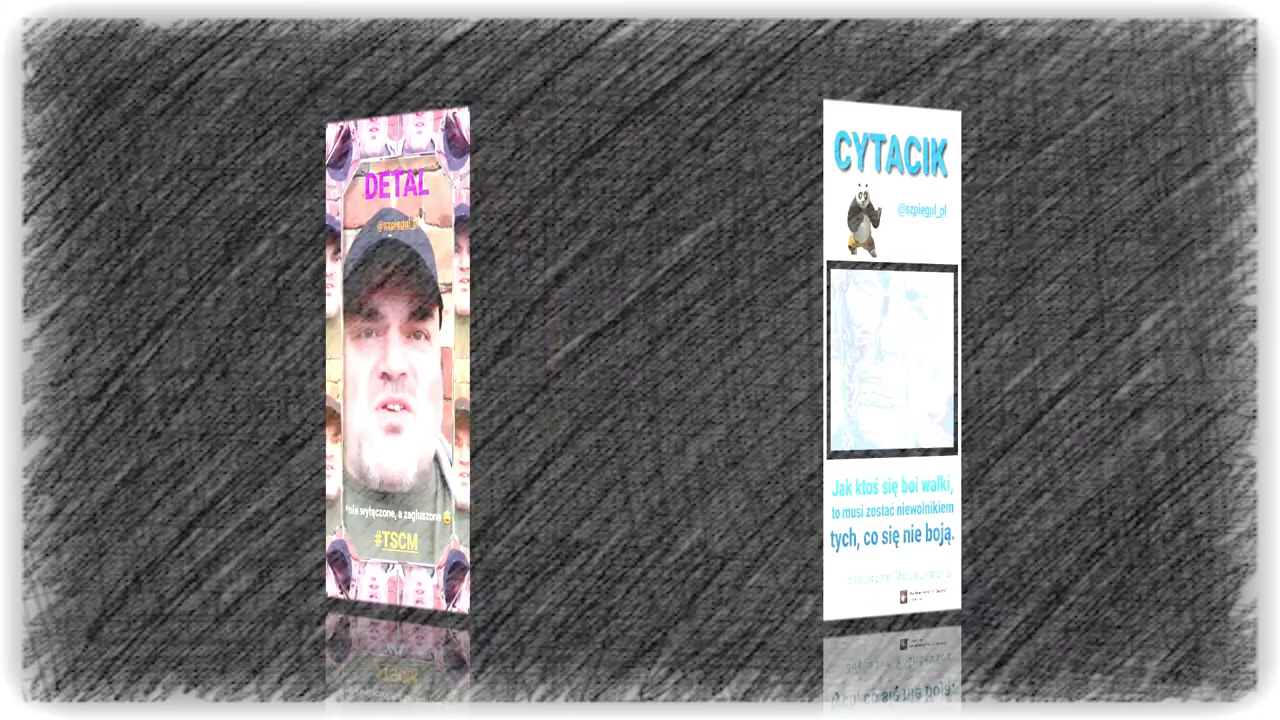 DETAL
@szpiegul_pl
*nie wyłączone, a zagłuszone 😅
#TSCM
CYTACIK
@szpiegul_pl
Jak ktoś się boi walki,
to musi zostać niewolnikiem
tych, co się nie boją.